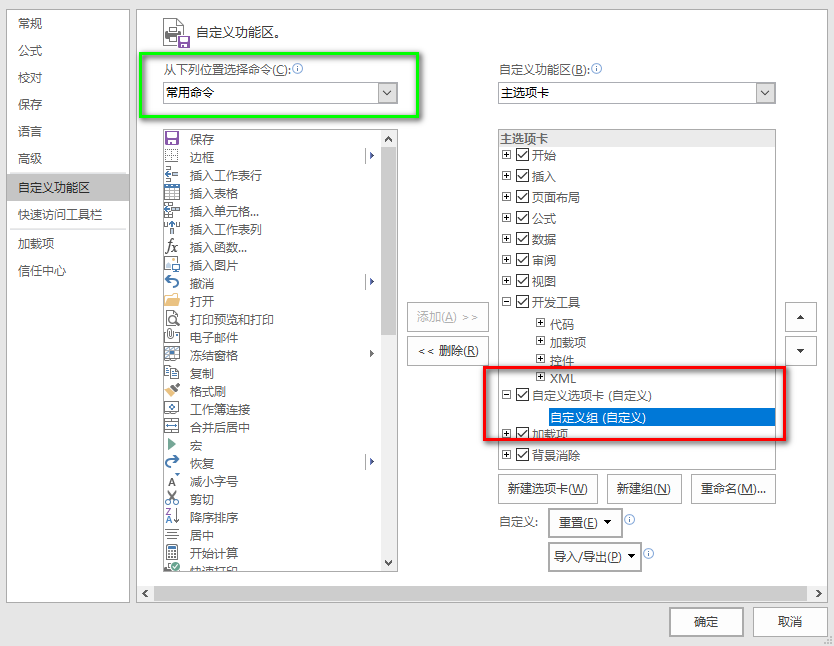 常规
公式
校对
保存
语言
高级
自定义功能区
快速访问工具栏
加载项
信任中心
自定义功能区。
从下列位置选择命令(C):
常用命令
保存
边框
插入工作表行
插入表格
插入单元格...
插入工作表列
fx 插入函数...
插入图片
撤消
打开
打印预览和打印
电子邮件
冻结窗格
复制
格式刷
工作簿连接
合并后居中
宏
恢复
减小字号
剪切
降序排序
居中
开始计算
快速打印
添加(A) >>
<< 删除(R)
自定义功能区(B):
主选项卡
主选项卡
开始
插入
页面布局
公式
数据
审阅
视图
开发工具
代码
加载项
控件
XML
自定义选项卡 (自定义)
自定义组 (自定义)
加载项
背景消除
新建选项卡(W)
新建组(N)
重命名(M)...
自定义:
重置(E)
导入/导出(P)
确定
取消